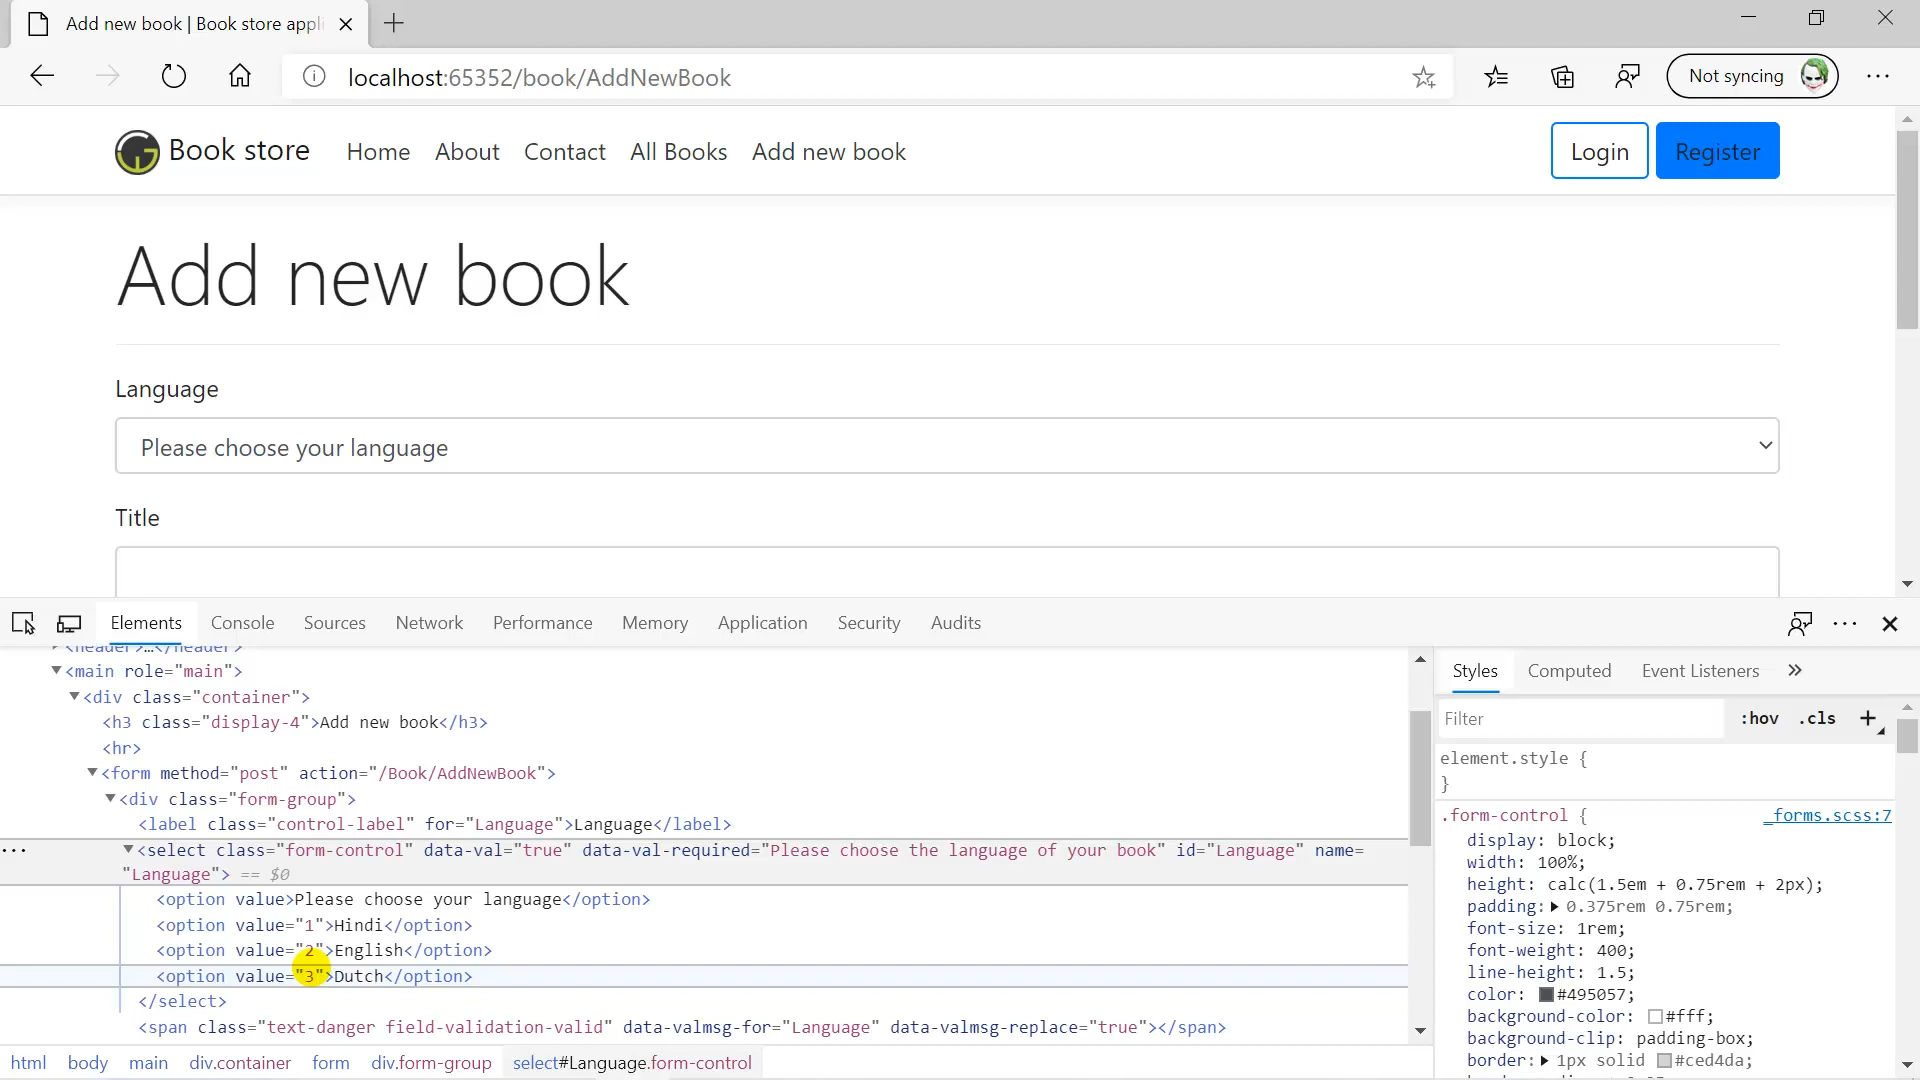 Add new book | Book store appli
localhost:65352/book/AddNewBook
Not syncing
Book store Home About Contact All Books Add new book Login Register
Add new book
Language
Please choose your language
Title
Elements Console Sources Network Performance Memory Application Security Audits
<header>…</header>
<main role="main">
<div class="container">
<h3 class="display-4">Add new book</h3>
<hr>
<form method="post" action="/Book/AddNewBook">
<div class="form-group">
<label class="control-label" for="Language">Language</label>
<select class="form-control" data-val="true" data-val-required="Please choose the language of your book" id="Language" name=
"Language"> == $0
<option value>Please choose your language</option>
<option value="1">Hindi</option>
<option value="2">English</option>
<option value="3">Dutch</option>
</select>
<span class="text-danger field-validation-valid" data-valmsg-for="Language" data-valmsg-replace="true"></span>
html body main div.container form div.form-group select#Language.form-control
Styles Computed Event Listeners
Filter :hov .cls
element.style {
}
.form-control { _forms.scss:7
display: block;
width: 100%;
height: calc(1.5em + 0.75rem + 2px);
padding: 0.375rem 0.75rem;
font-size: 1rem;
font-weight: 400;
line-height: 1.5;
color: #495057;
background-color: #fff;
background-clip: padding-box;
border: 1px solid #ced4da;